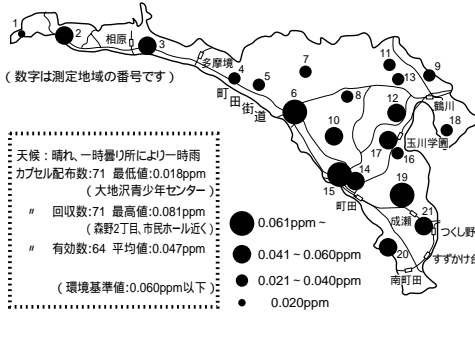 1
2
3
相原
多摩境
4
5
7
11
13
9
鶴川
(数字は測定地域の番号です)
町田街道
6
8
12
18
10
17
玉川学園
16
14
15
町田
19
成瀬
21
つくし野
20
すずかけ台
南町田
天候:晴れ、一時曇り所により一時雨
カプセル配布数:71 最低値:0.018ppm
(大地沢青少年センター)
〃 回収数:71 最高値:0.081ppm
(森野2丁目、市民ホール近く)
〃 有効数:64 平均値:0.047ppm
(環境基準値:0.060ppm以下)
0.061ppm~
0.041~0.060ppm
0.021~0.040ppm
0.020ppm